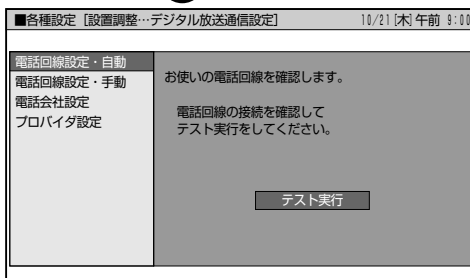 ■各種設定［設置調整…デジタル放送通信設定］ 10/21[木]午前 9:00
電話回線設定・自動
電話回線設定・手動
電話会社設定
プロバイダ設定
お使いの電話回線を確認します。
電話回線の接続を確認して
テスト実行をしてください。
テスト実行